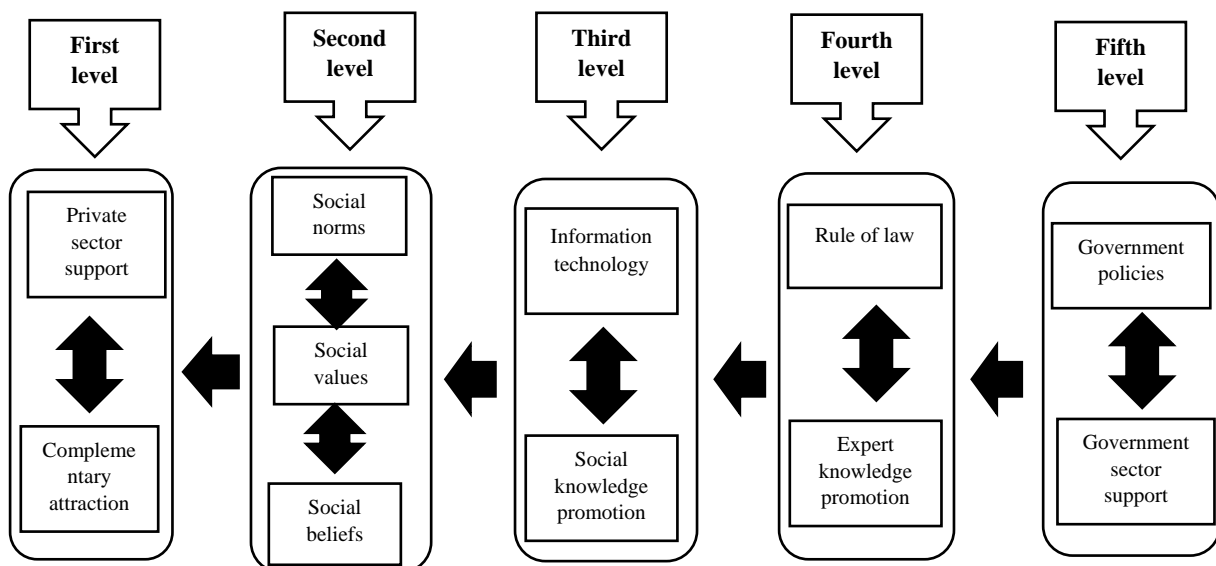 First
level
Second
level
Third
level
Fourth
level
Fifth
level
Private
sector
support
Compleme
ntary
attraction
Social
norms
Social
values
Social
beliefs
Information
technology
Social
knowledge
promotion
Rule of law
Expert
knowledge
promotion
Government
policies
Government
sector
support